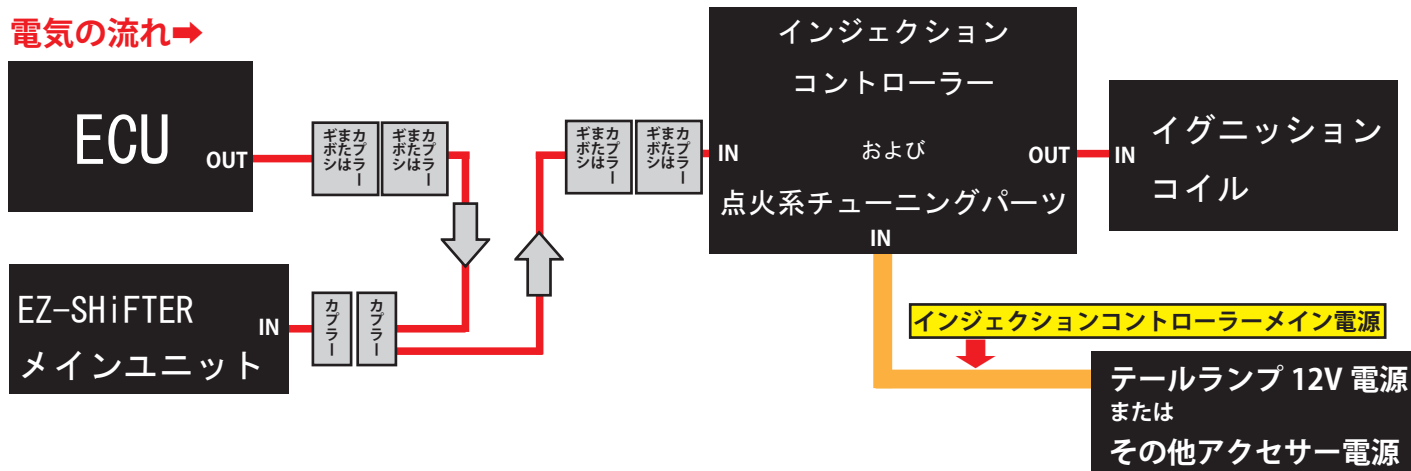 電気の流れ➡
ECU
OUT
カプラー
または
ギボシ
カプラー
または
ギボシ
EZ-SHiFTER
メインユニット
IN
カプラー
カプラー
カプラー
または
ギボシ
カプラー
または
ギボシ
インジェクション
コントローラー
および
点火系チューニングパーツ
IN
OUT
IN
IN
イグニッション
コイル
インジェクションコントローラーメイン電源
テールランプ 12V 電源
または
その他アクセサー電源